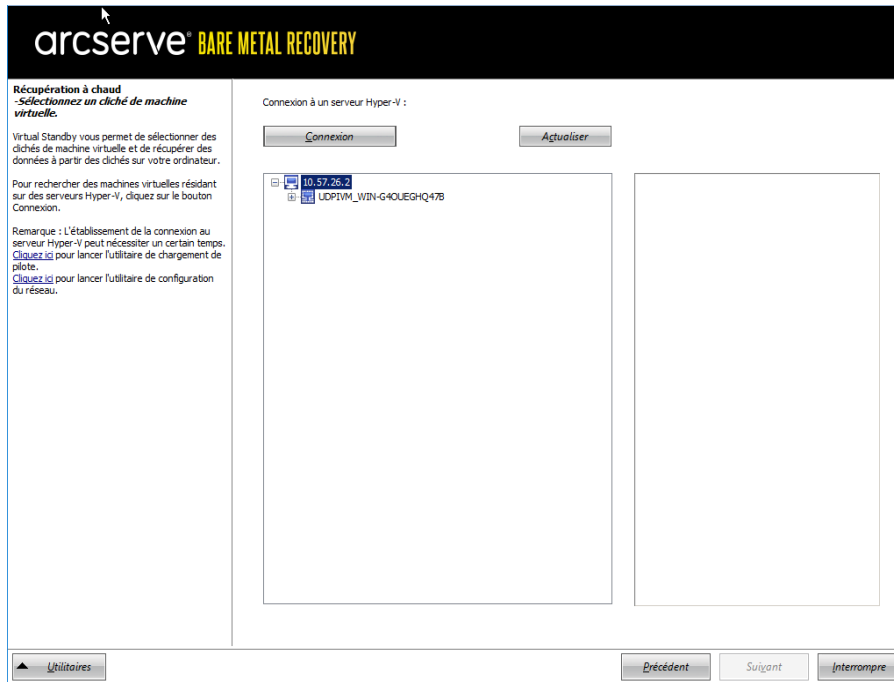 arcserve® BARE METAL RECOVERY
Récupération à chaud
-Sélectionnez un cliché de machine
virtuelle.
Virtual Standby vous permet de sélectionner des
clichés de machine virtuelle et de récupérer des
données à partir des clichés sur votre ordinateur.
Pour rechercher des machines virtuelles résidant
sur des serveurs Hyper-V, cliquez sur le bouton
Connexion.
Remarque : L'établissement de la connexion au
serveur Hyper-V peut nécessiter un certain temps.
Cliquez ici pour lancer l'utilitaire de chargement de
pilote.
Cliquez ici pour lancer l'utilitaire de configuration
du réseau.
Connexion à un serveur Hyper-V :
Connexion
Actualiser
10.57.26.2
UDPIVM_WIN-G4OUEGHQ47B
Utilitaires
Précédent
Suivant
Interrompre